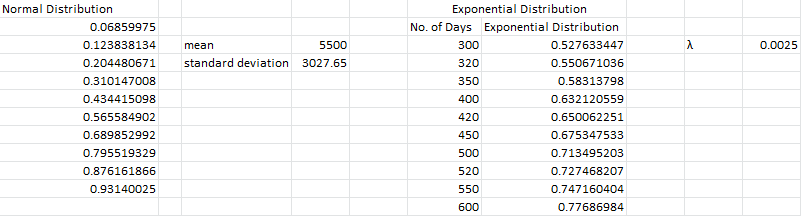 Normal Distribution Exponential Distribution
0.06859975 No. of Days Exponential Distribution
0.123838134 mean 5500 300 0.527633447 λ 0.0025
0.204480671 standard deviation 3027.65 320 0.550671036
0.310147008 350 0.58313798
0.434415098 400 0.632120559
0.565584902 420 0.650062251
0.689852992 450 0.675347533
0.795519329 500 0.713495203
0.876161866 520 0.727468207
0.93140025 550 0.747160404
600 0.77686984